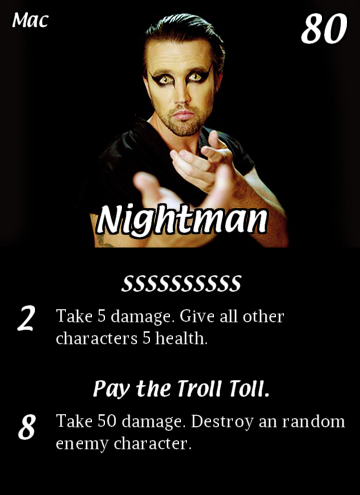 Mac
80
Nightman
SSSSSSSSSS
2
Take 5 damage. Give all other
characters 5 health.
Pay the Troll Toll.
8
Take 50 damage. Destroy an random
enemy character.